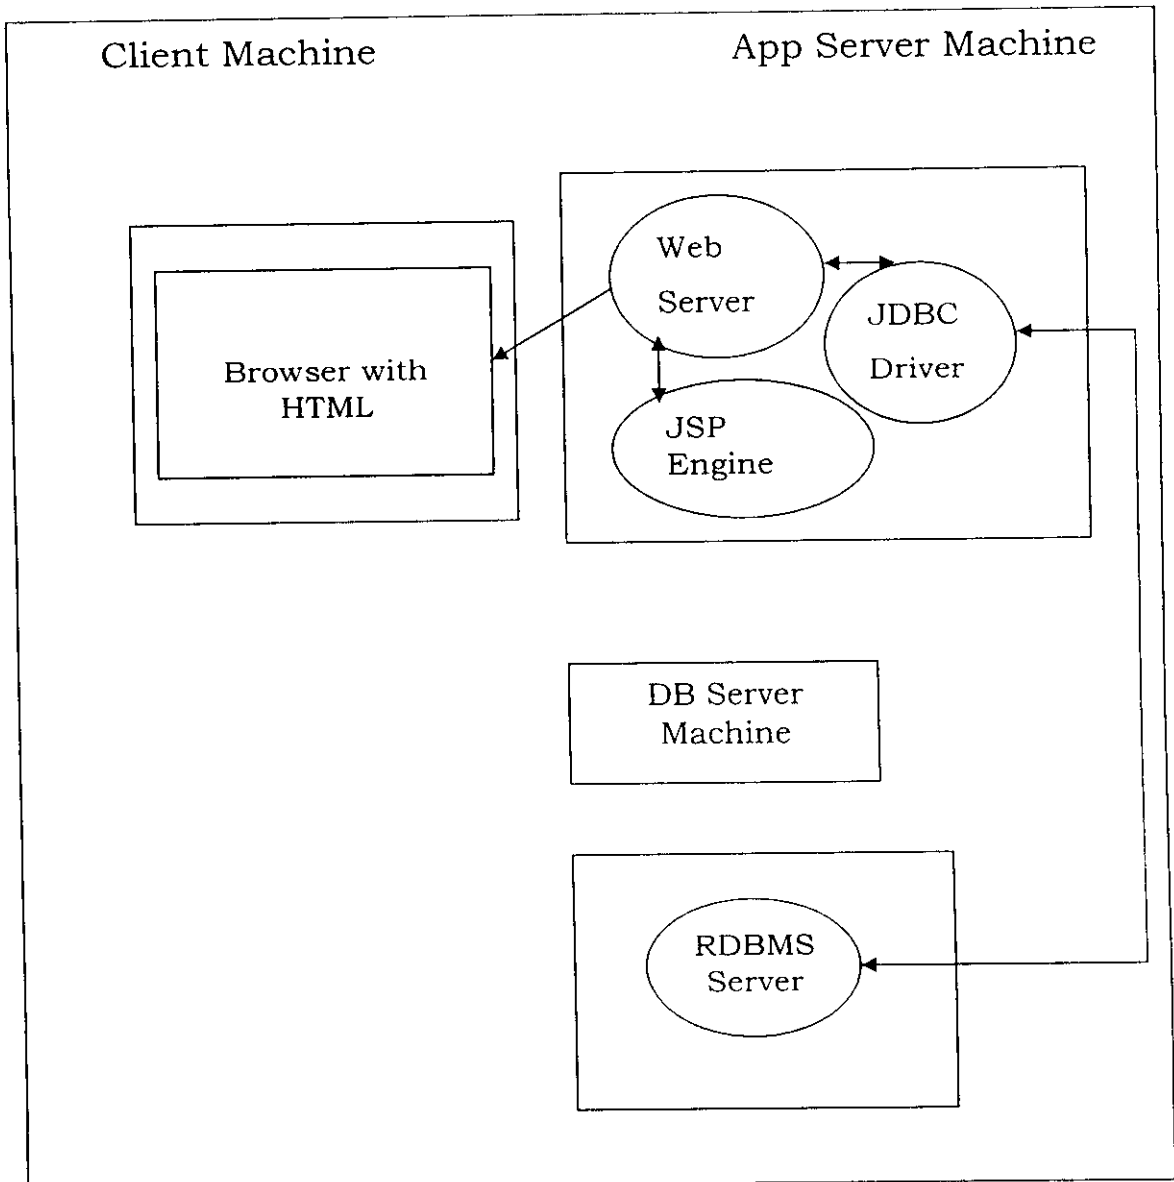 Client Machine
App Server Machine
Web
Server
JDBC
Driver
Browser with
HTML
JSP
Engine
DB Server
Machine
RDBMS
Server